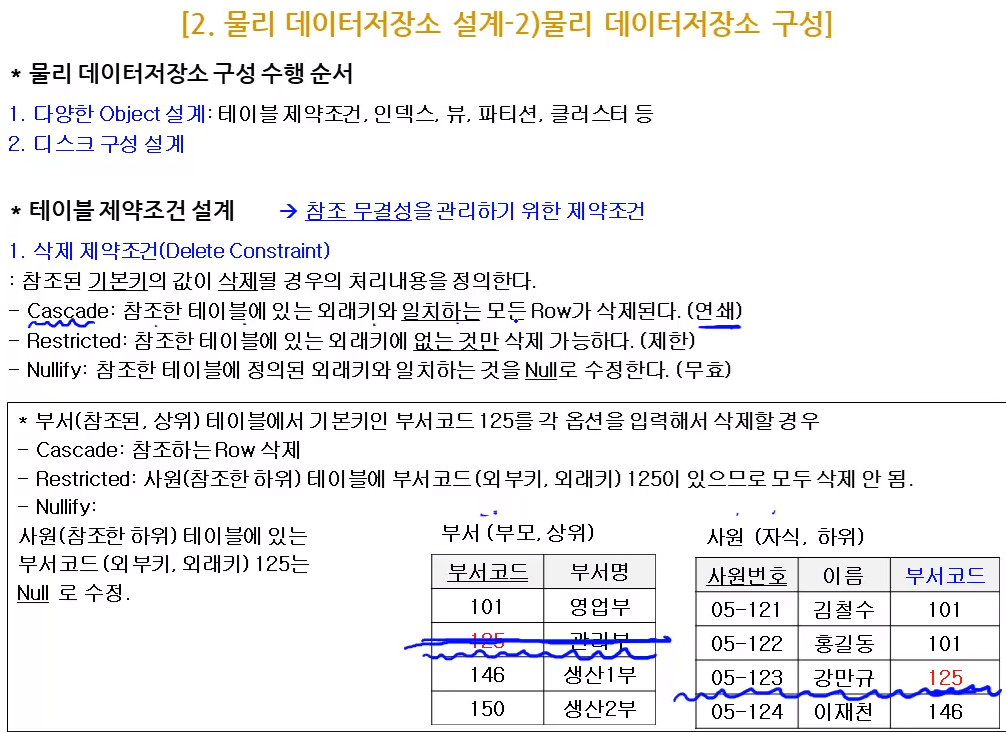 [2. 물리 데이터저장소 설계-2)물리 데이터저장소 구성]
* 물리 데이터저장소 구성 수행 순서
1. 다양한 Object 설계: 테이블 제약조건, 인덱스, 뷰, 파티션, 클러스터 등
2. 디스크 구성 설계
* 테이블 제약조건 설계 → 참조 무결성을 관리하기 위한 제약조건
1. 삭제 제약조건(Delete Constraint)
: 참조된 기본키의 값이 삭제될 경우의 처리내용을 정의한다.
- Cascade: 참조한 테이블에 있는 외래키와 일치하는 모든 Row가 삭제된다. (연쇄)
- Restricted: 참조한 테이블에 있는 외래키에 없는 것만 삭제 가능하다. (제한)
- Nullify: 참조한 테이블에 정의된 외래키와 일치하는 것을 Null로 수정한다. (무효)
* 부서(참조된, 상위) 테이블에서 기본키인 부서코드 125를 각 옵션을 입력해서 삭제할 경우
- Cascade: 참조하는 Row 삭제
- Restricted: 사원(참조한 하위) 테이블에 부서코드(외부키, 외래키) 125이 있으므로 모두 삭제 안 됨.
- Nullify:
사원(참조한 하위) 테이블에 있는
부서코드(외부키, 외래키) 125는
Null 로 수정.
부서 (부모, 상위)
부서코드 부서명
101 영업부
125 관리부
146 생산1부
150 생산2부
사원 (자식, 하위)
사원번호 이름 부서코드
05-121 김철수 101
05-122 홍길동 101
05-123 강만규 125
05-124 이재천 146